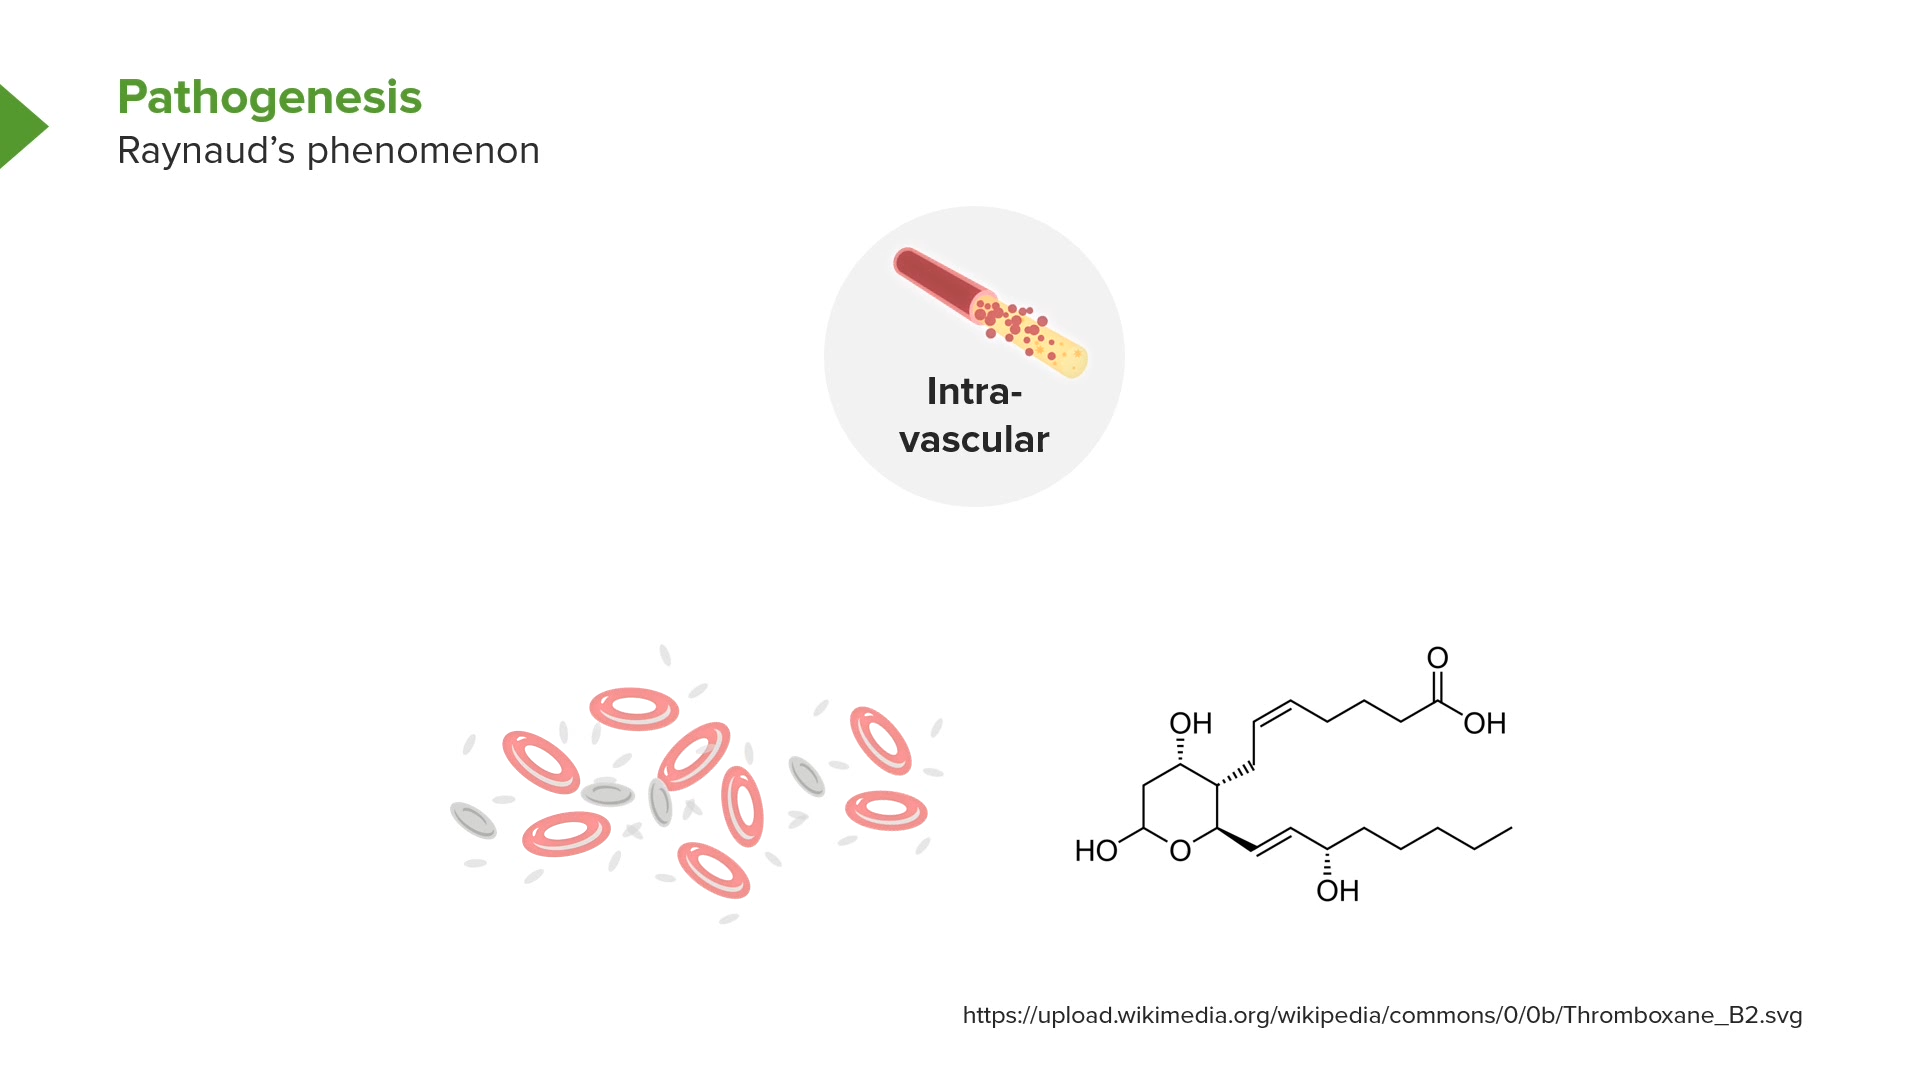 Pathogenesis
Raynaud’s phenomenon
Intra-
vascular
O
OH
OH
HO
O
OH
https://upload.wikimedia.org/wikipedia/commons/0/0b/Thromboxane_B2.svg